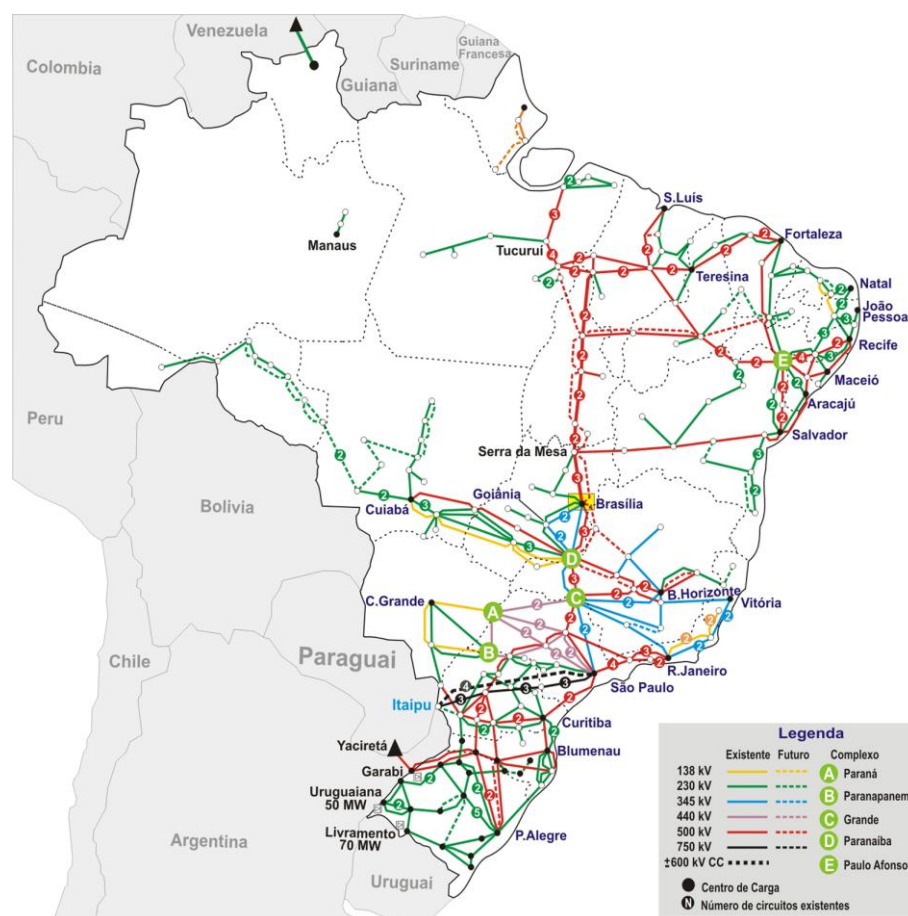 Venezuela
Guiana
Francesa
Colombia
Suriname
Guiana
S.Luís
Manaus
Tucuruí
Fortaleza
Teresina
Natal
João
Pessoa
Recife
E
Maceió
Peru
Aracajú
Salvador
Serra da Mesa
Bolivia
Goiânia
Brasília
Cuiabá
D
B.Horizonte
C.Grande
A
C
Vitória
Chile
Paraguai
B
R.Janeiro
São Paulo
Itaipu
Curitiba
Yaciretá
Blumenau
Garabi
Uruguaiana
50 MW
Livramento
70 MW
P.Alegre
Argentina
Uruguai
Legenda
Existente Futuro Complexo
138 kV A Paraná
230 kV B Paranapanem
345 kV C Grande
440 kV D Paranaíba
500 kV E Paulo Afonso
750 kV
±600 kV CC
Centro de Carga
N Número de circuitos existentes